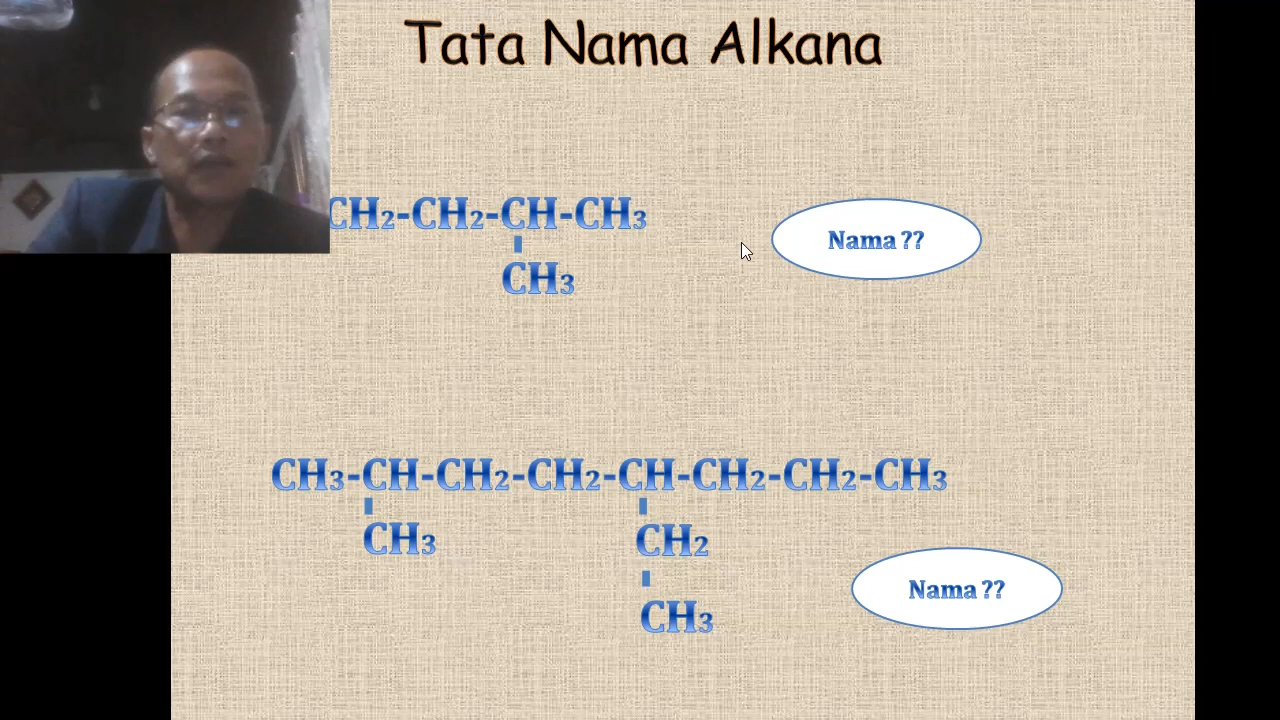 Tata Nama Alkana
CH₂-CH₂-CH-CH₃
Nama ??
CH₃
CH₃-CH-CH₂-CH₂-CH-CH₂-CH₂-CH₃
CH₃
CH₂
Nama ??
CH₃